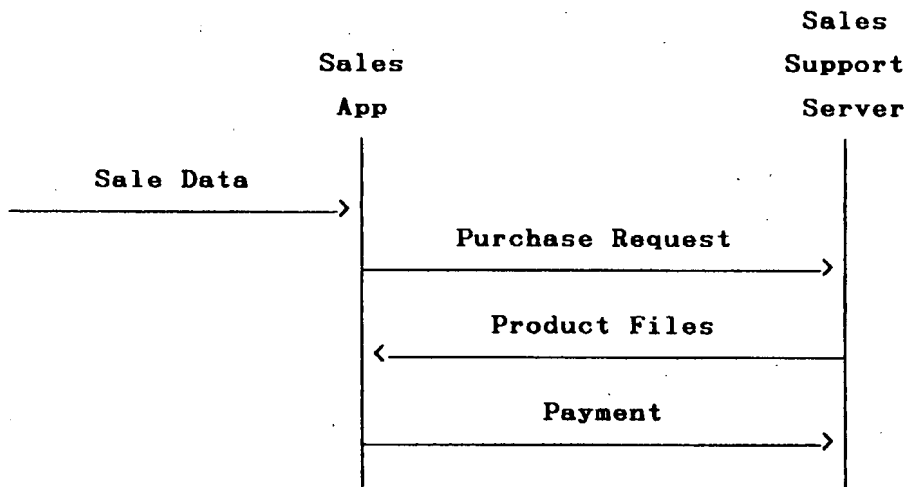 Sales
Support
Server
Sales
App
Sale Data
Purchase Request
Product Files
Payment